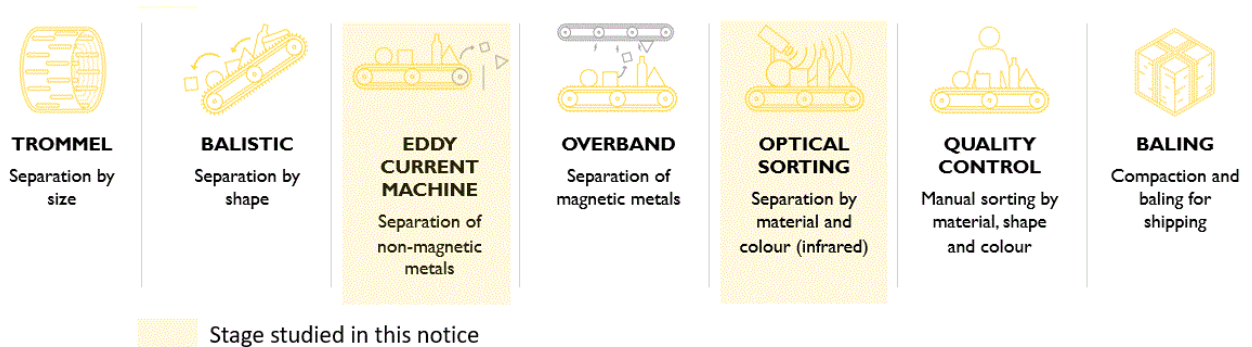 TROMMEL
Separation by
size
BALISTIC
Separation by
shape
EDDY
CURRENT
MACHINE
Separation of
non-magnetic
metals
OVERBAND
Separation of
magnetic metals
OPTICAL
SORTING
Separation by
material and
colour (infrared)
QUALITY
CONTROL
Manual sorting by
material, shape
and colour
BALING
Compaction and
baling for
shipping
Stage studied in this notice